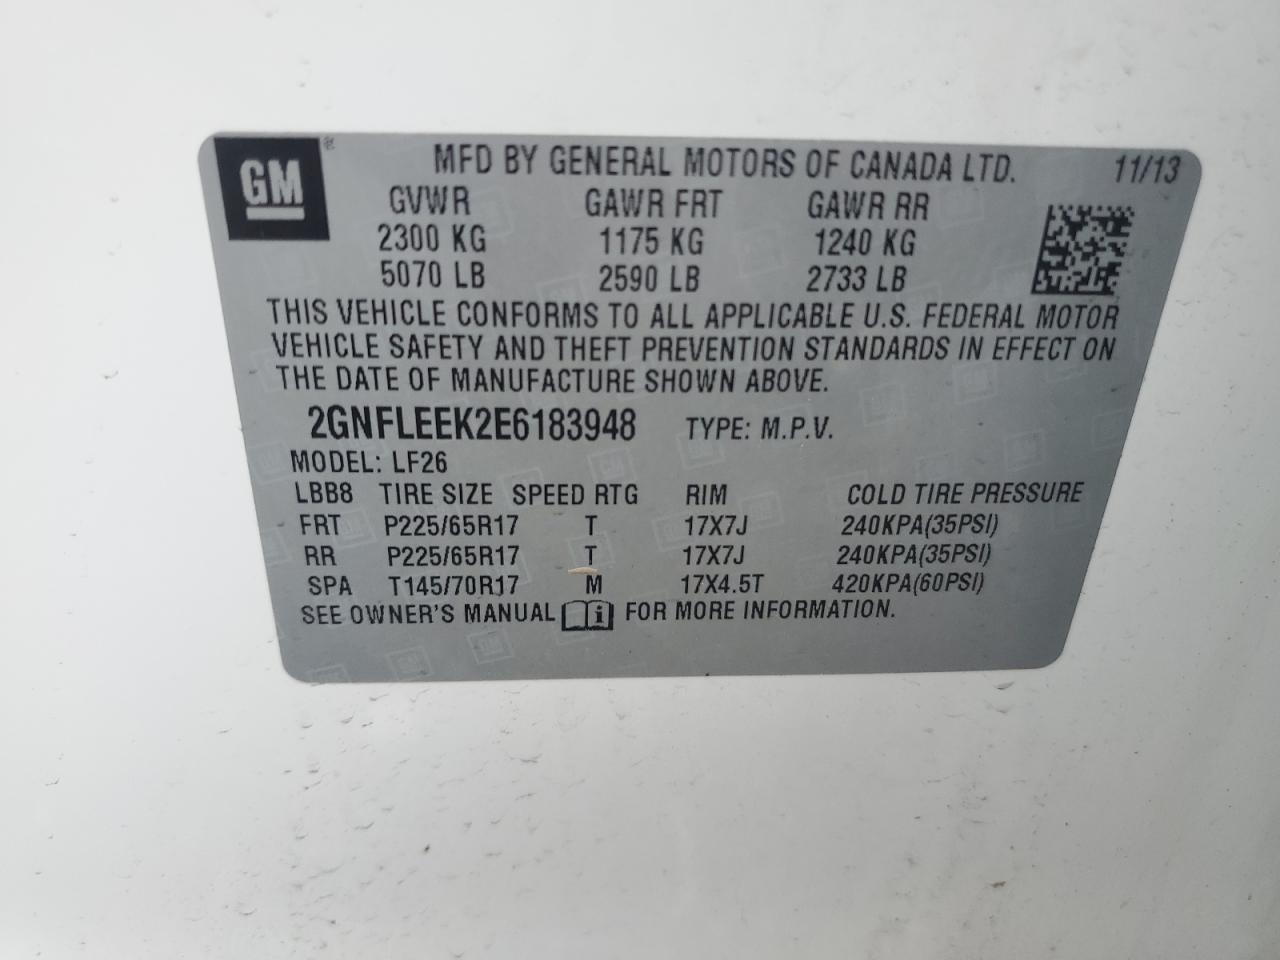 GM ® MFD BY GENERAL MOTORS OF CANADA LTD. 11/13
GVWR GAWR FRT GAWR RR
2300 KG 1175 KG 1240 KG
5070 LB 2590 LB 2733 LB
THIS VEHICLE CONFORMS TO ALL APPLICABLE U.S. FEDERAL MOTOR
VEHICLE SAFETY AND THEFT PREVENTION STANDARDS IN EFFECT ON
THE DATE OF MANUFACTURE SHOWN ABOVE.
2GNFLEEK2E6183948 TYPE: M.P.V.
MODEL: LF26
LBB8 TIRE SIZE SPEED RTG RIM COLD TIRE PRESSURE
FRT P225/65R17 T 17X7J 240KPA(35PSI)
RR P225/65R17 T 17X7J 240KPA(35PSI)
SPA T145/70R17 M 17X4.5T 420KPA(60PSI)
SEE OWNER'S MANUAL i FOR MORE INFORMATION.